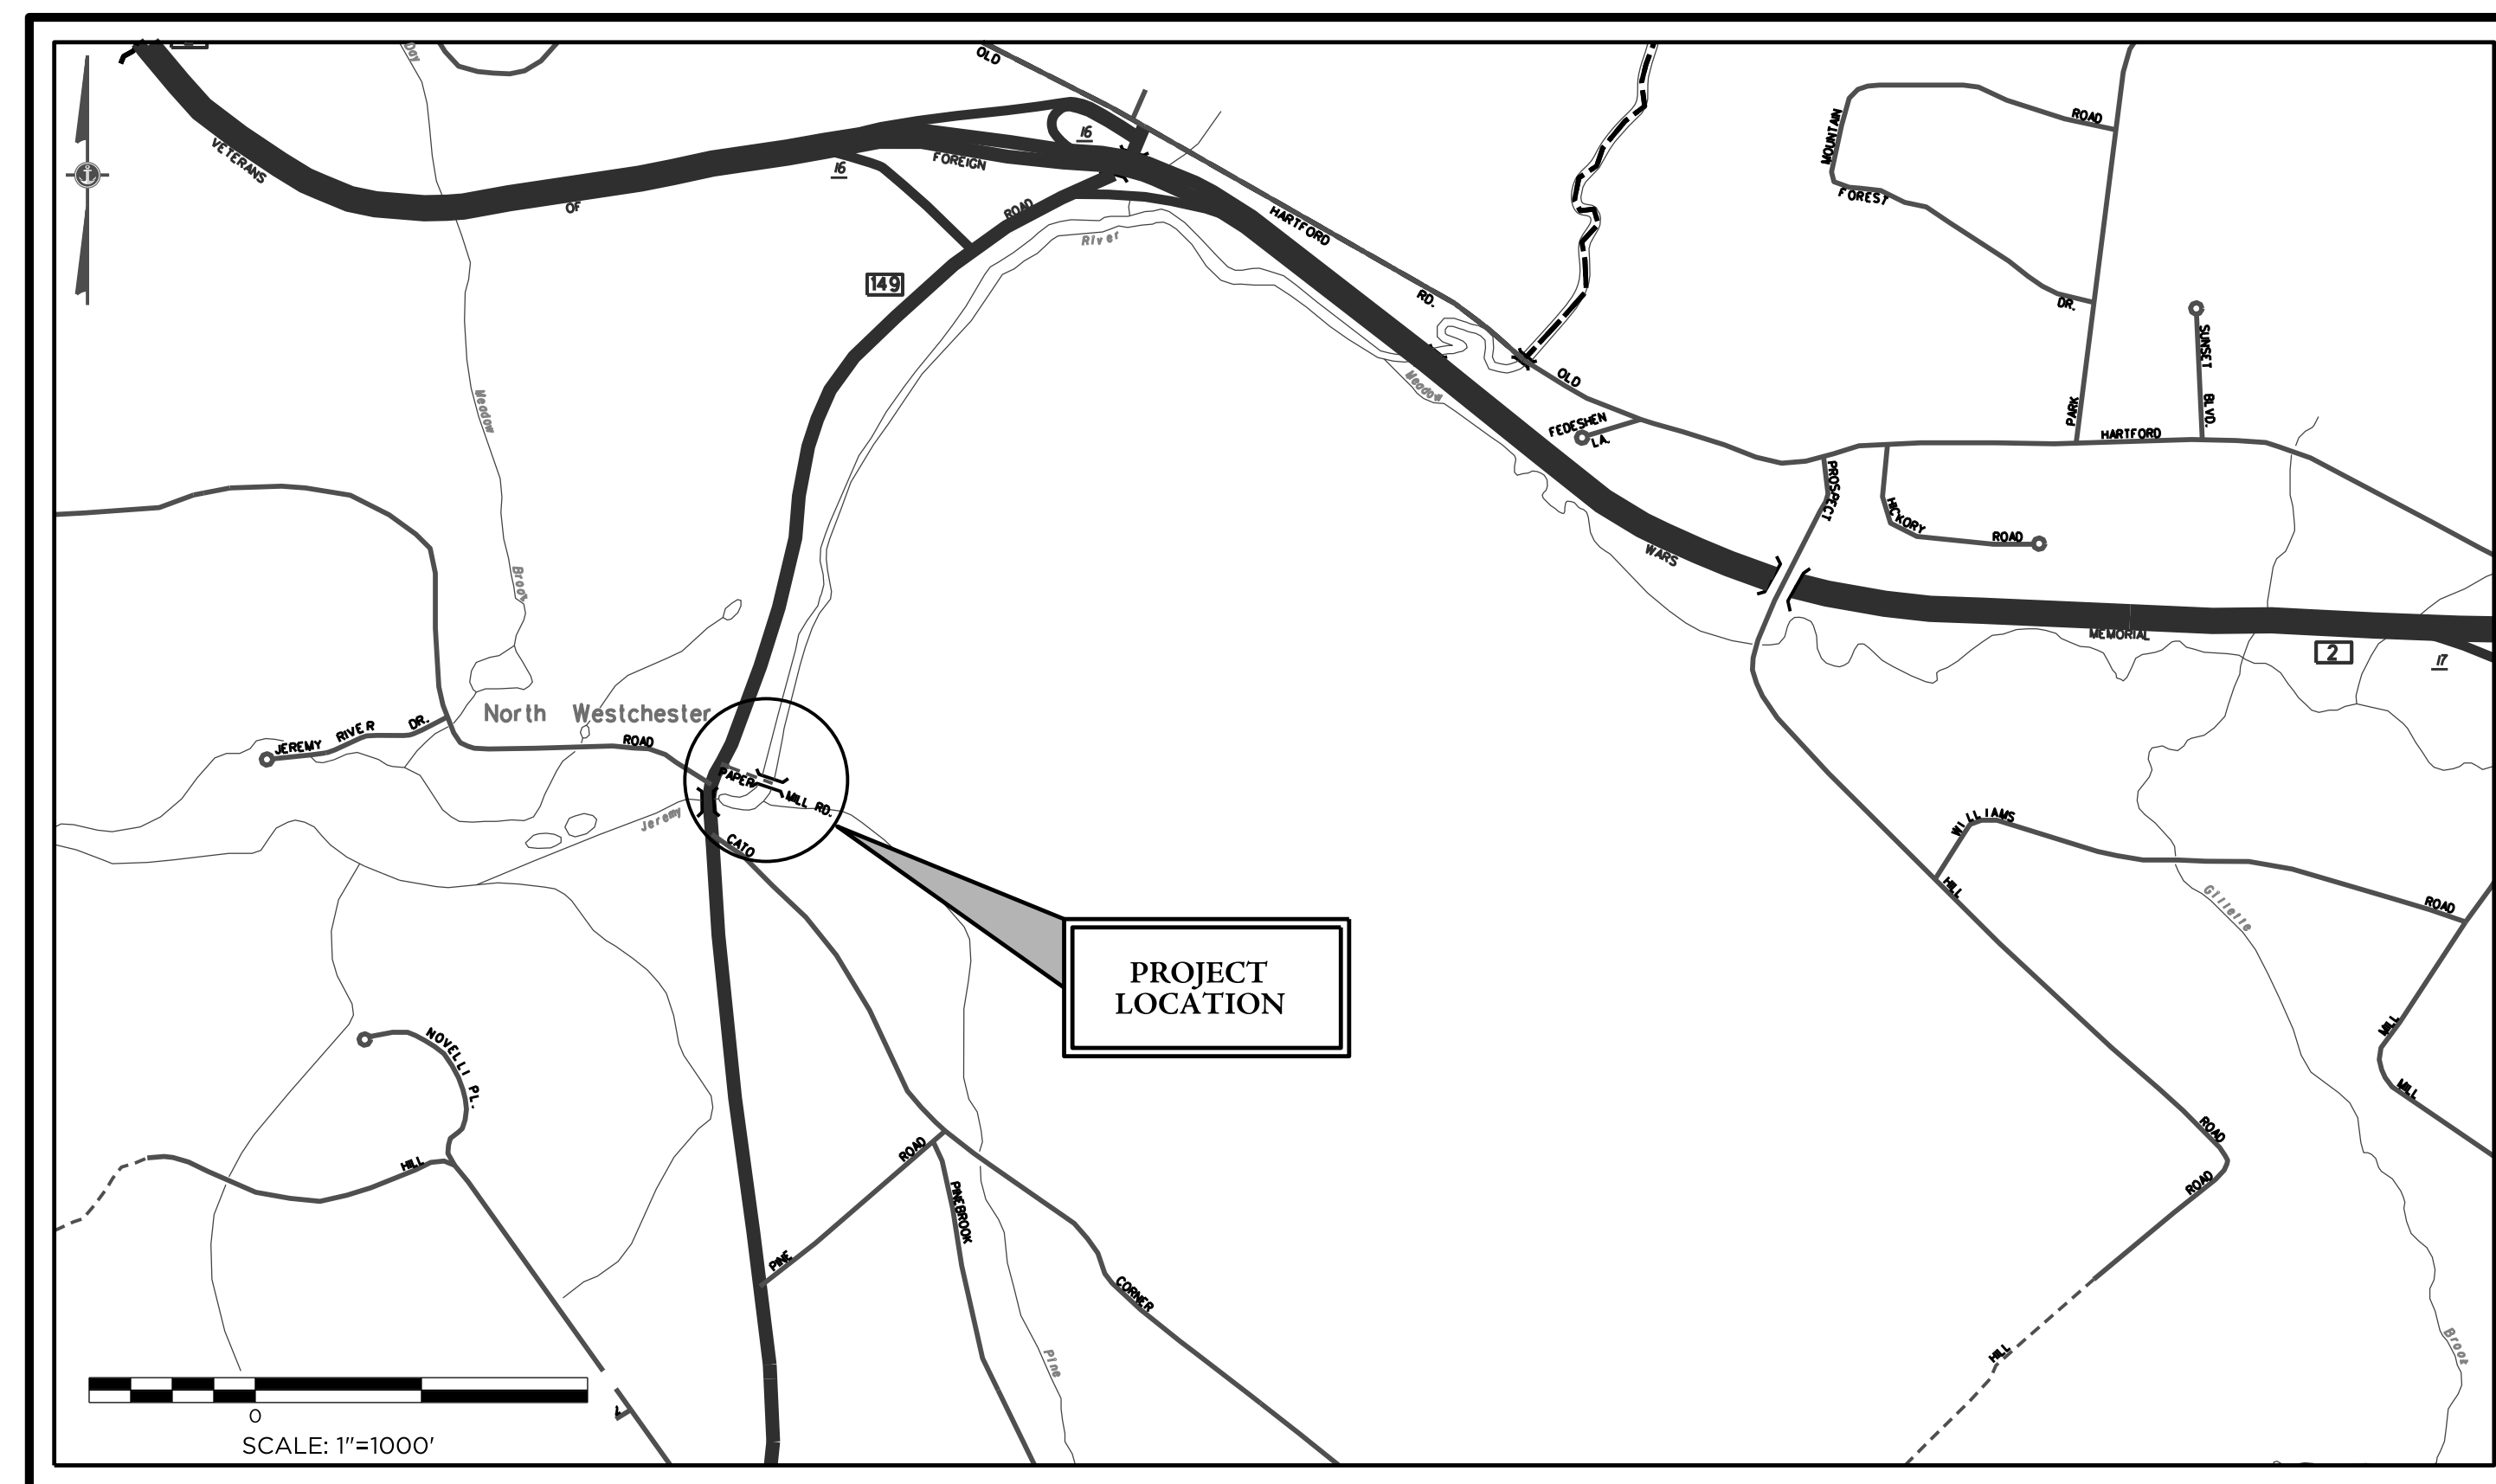 Day
OLD
ROAD
MOUNTAIN
16
VETERANS
FOREIGN
16
OF
FOREST
ROAD
HARTFORD
River
149
RD.
DR.
SUNSET
BLVD.
OLD
Meadow
Meadow
PARK
FEDESHEN
LA.
HARTFORD
PROSPECT
HICKORY
ROAD
WARS
Brook
MEMORIAL
2
17
North Westchester
JEREMY RIVER DR.
ROAD
PAPER MILL RD.
Jeremy
CATO
WILLIAMS
HILL
ROAD
Gillette
PROJECT
LOCATION
MILL
NOVELLI PL.
MILL
ROAD
ROAD
HILL
ROAD
PINEBROOK
PINE
CORNER
Pine
HILL
Brook
0
SCALE: 1"=1000'